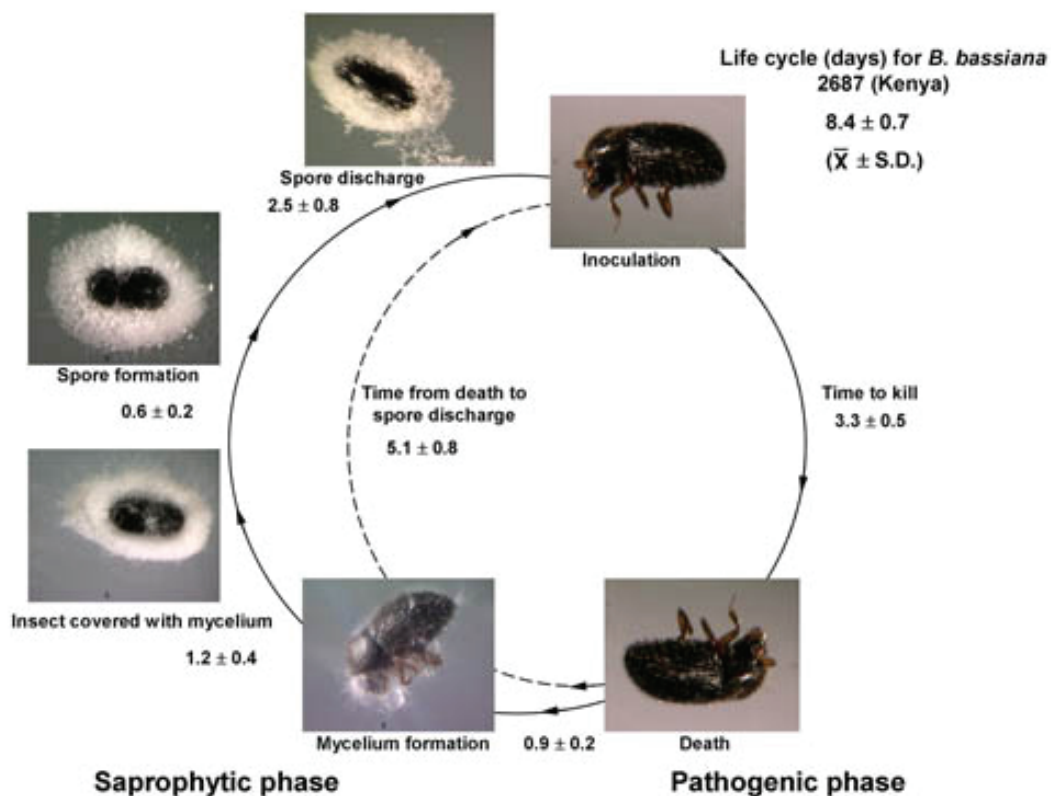 Life cycle (days) for B. bassiana
2687 (Kenya)
8.4 ± 0.7
(x̄ ± S.D.)
Spore discharge
2.5 ± 0.8
Inoculation
Spore formation
0.6 ± 0.2
Time from death to
spore discharge
5.1 ± 0.8
Time to kill
3.3 ± 0.5
Insect covered with mycelium
1.2 ± 0.4
Mycelium formation
0.9 ± 0.2
Death
Saprophytic phase
Pathogenic phase